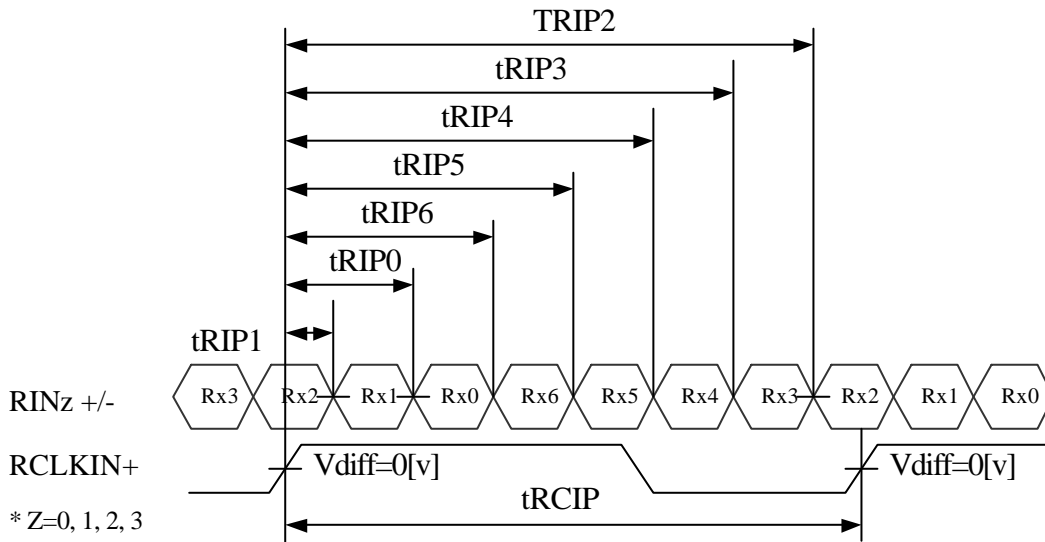 TRIP2
tRIP3
tRIP4
tRIP5
tRIP6
tRIP0
tRIP1
RINz +/- Rx3 Rx2 Rx1 Rx0 Rx6 Rx5 Rx4 Rx3 Rx2 Rx1 Rx0
RCLKIN+ Vdiff=0[v] Vdiff=0[v]
tRCIP
* Z=0, 1, 2, 3